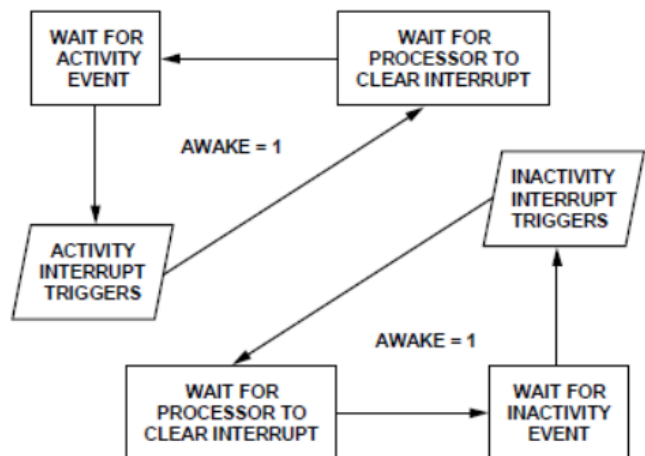 WAIT FOR
ACTIVITY
EVENT
WAIT FOR
PROCESSOR TO
CLEAR INTERRUPT
AWAKE = 1
ACTIVITY
INTERRUPT
TRIGGERS
INACTIVITY
INTERRUPT
TRIGGERS
AWAKE = 1
WAIT FOR
PROCESSOR TO
CLEAR INTERRUPT
WAIT FOR
INACTIVITY
EVENT